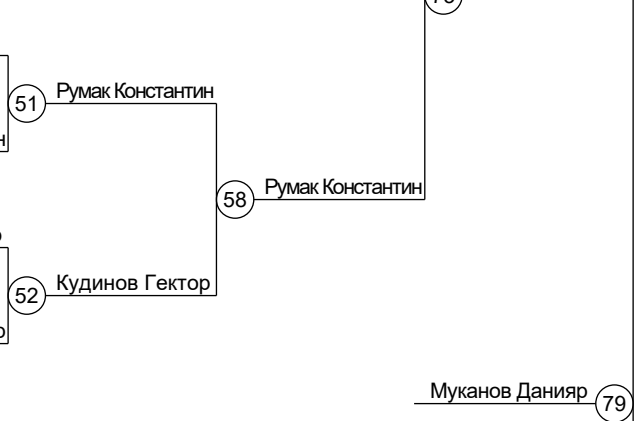 51
Румак Константин
58
Румак Константин
52
Кудинов Гектор
Муканов Данияр
79